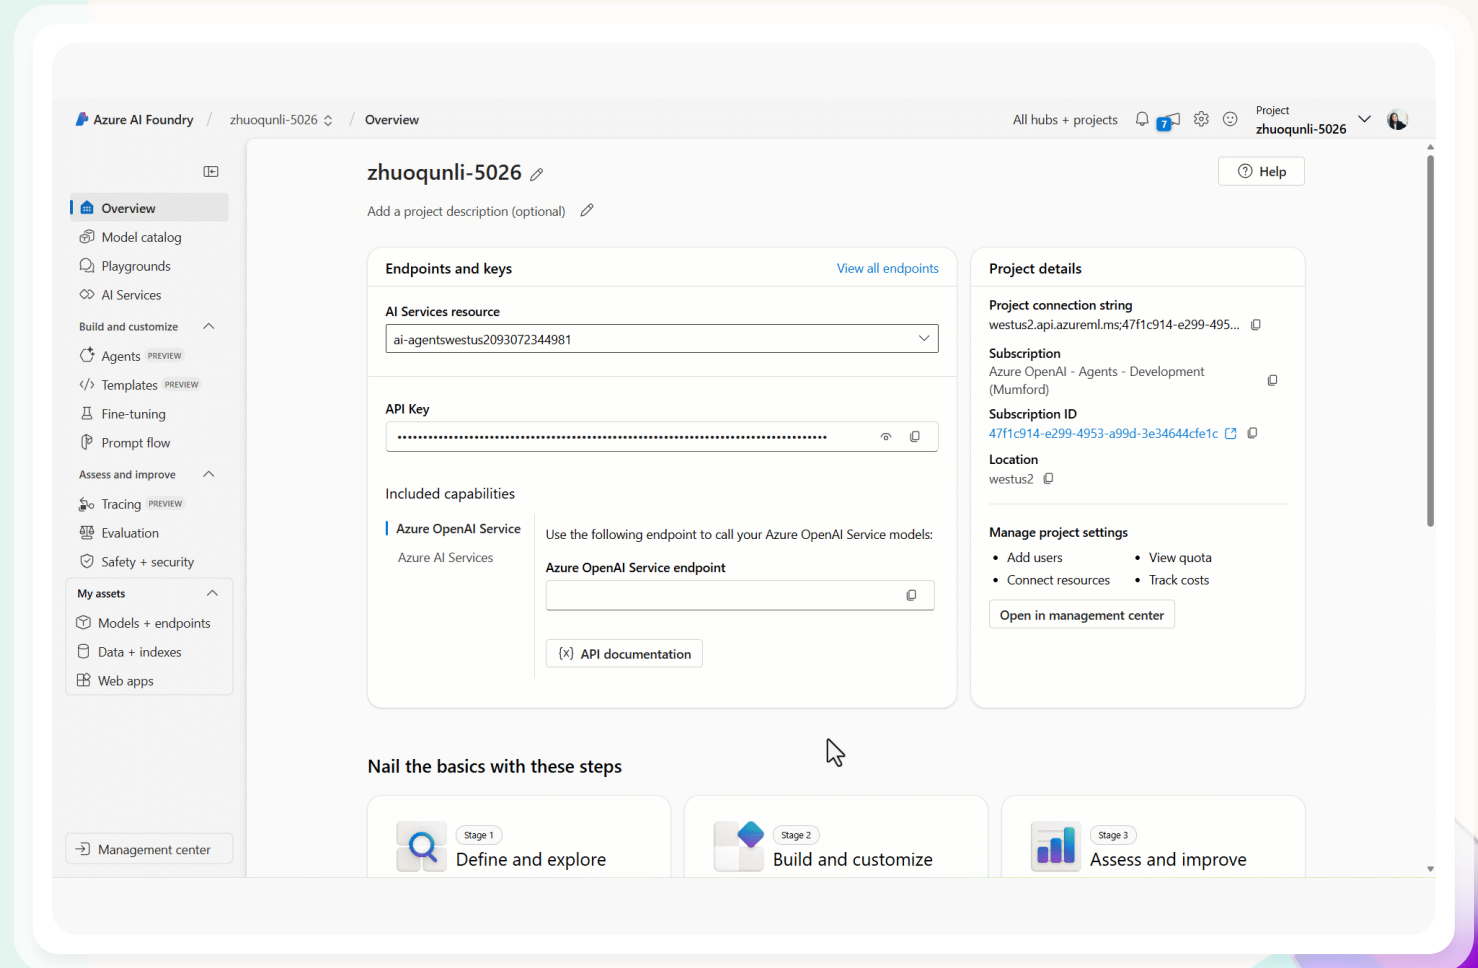 Azure AI Foundry / zhuoqunli-5026 / Overview
All hubs + projects
7
Project
zhuoqunli-5026
Overview
Model catalog
Playgrounds
AI Services
Build and customize
Agents PREVIEW
Templates PREVIEW
Fine-tuning
Prompt flow
Assess and improve
Tracing PREVIEW
Evaluation
Safety + security
My assets
Models + endpoints
Data + indexes
Web apps
Management center
zhuoqunli-5026
Help
Add a project description (optional)
Endpoints and keys
View all endpoints
AI Services resource
ai-agentswestus2093072344981
API Key
••••••••••••••••••••••••••••••••••••••••••••••••••••••••••••••••••••••••••••••••••••
Included capabilities
Azure OpenAI Service
Azure AI Services
Use the following endpoint to call your Azure OpenAI Service models:
Azure OpenAI Service endpoint
{x} API documentation
Project details
Project connection string
westus2.api.azureml.ms;47f1c914-e299-495...
Subscription
Azure OpenAI - Agents - Development
(Mumford)
Subscription ID
47f1c914-e299-4953-a99d-3e34644cfe1c
Location
westus2
Manage project settings
• Add users
• View quota
• Connect resources
• Track costs
Open in management center
Nail the basics with these steps
Stage 1
Define and explore
Stage 2
Build and customize
Stage 3
Assess and improve